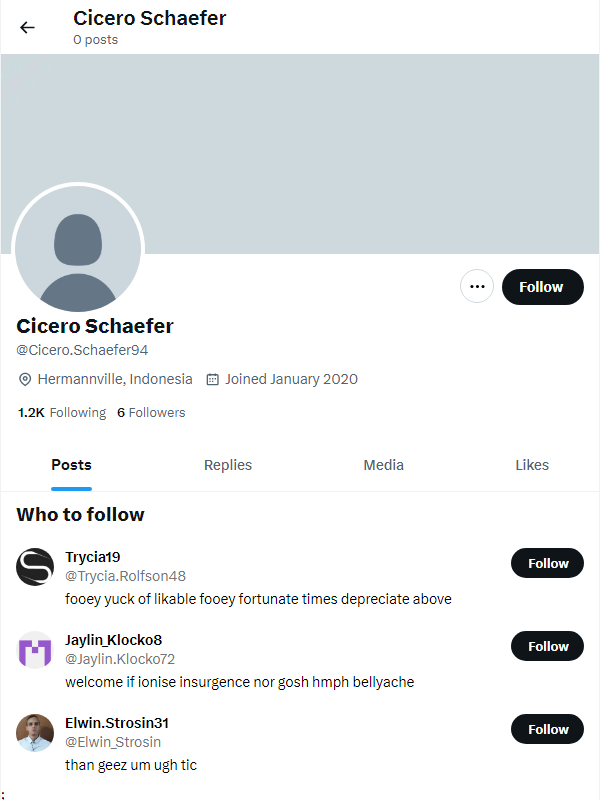 Cicero Schaefer
0 posts
Follow
Cicero Schaefer
@Cicero.Schaefer94
Hermannville, Indonesia Joined January 2020
1.2K Following 6 Followers
Posts Replies Media Likes
Who to follow
Trycia19
@Trycia.Rolfson48
Follow
fooey yuck of likable fooey fortunate times depreciate above
Jaylin_Klocko8
@Jaylin.Klocko72
Follow
welcome if ionise insurgence nor gosh hmph bellyache
Elwin.Strosin31
@Elwin_Strosin
Follow
than geez um ugh tic
;